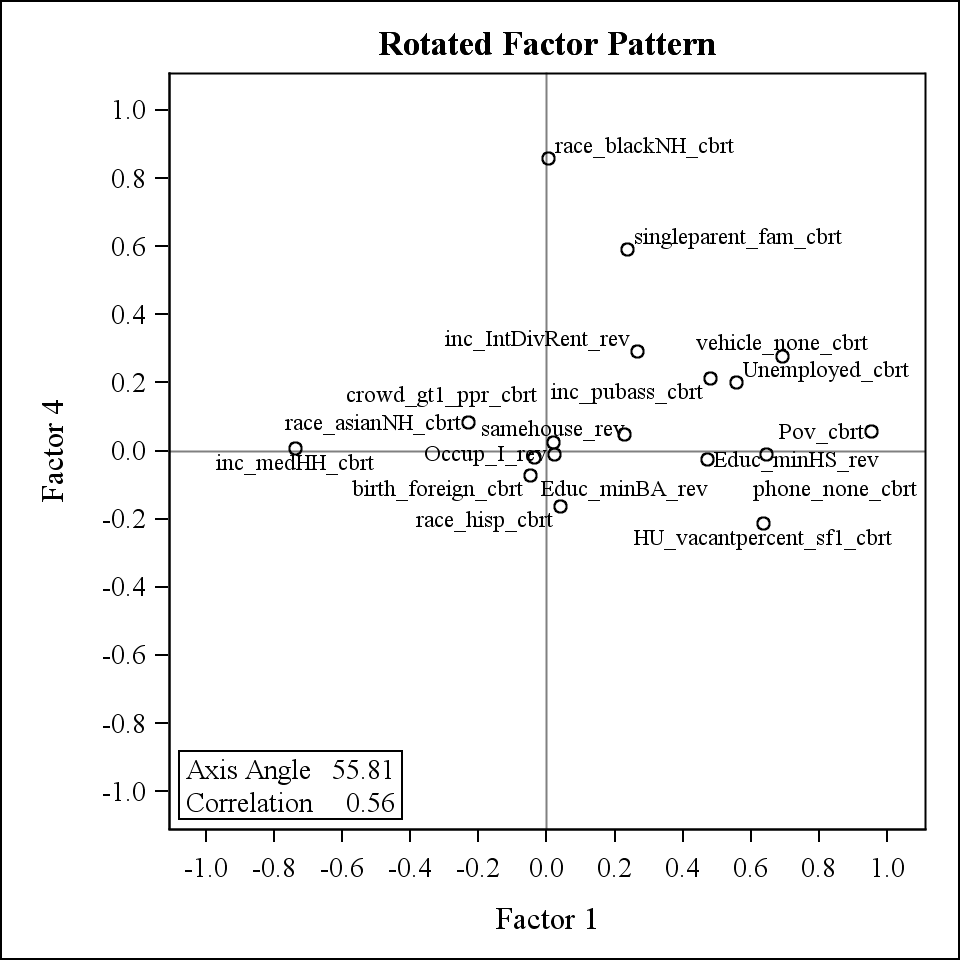 Rotated Factor Pattern
1.0
0.8
0.6
0.4
0.2
0.0
-0.2
-0.4
-0.6
-0.8
-1.0
Factor 4
race_blackNH_cbrt
singleparent_fam_cbrt
inc_IntDivRent_rev
vehicle_none_cbrt
Unemployed_cbrt
crowd_gt1_ppr_cbrt
inc_pubass_cbrt
race_asianNH_cbrt
samehouse_rev
Pov_cbrt
inc_medHH_cbrt
Occup_I_rev
Educ_minHS_rev
birth_foreign_cbrt
Educ_minBA_rev
phone_none_cbrt
race_hisp_cbrt
HU_vacantpercent_sf1_cbrt
Axis Angle 55.81
Correlation 0.56
-1.0 -0.8 -0.6 -0.4 -0.2 0.0 0.2 0.4 0.6 0.8 1.0
Factor 1